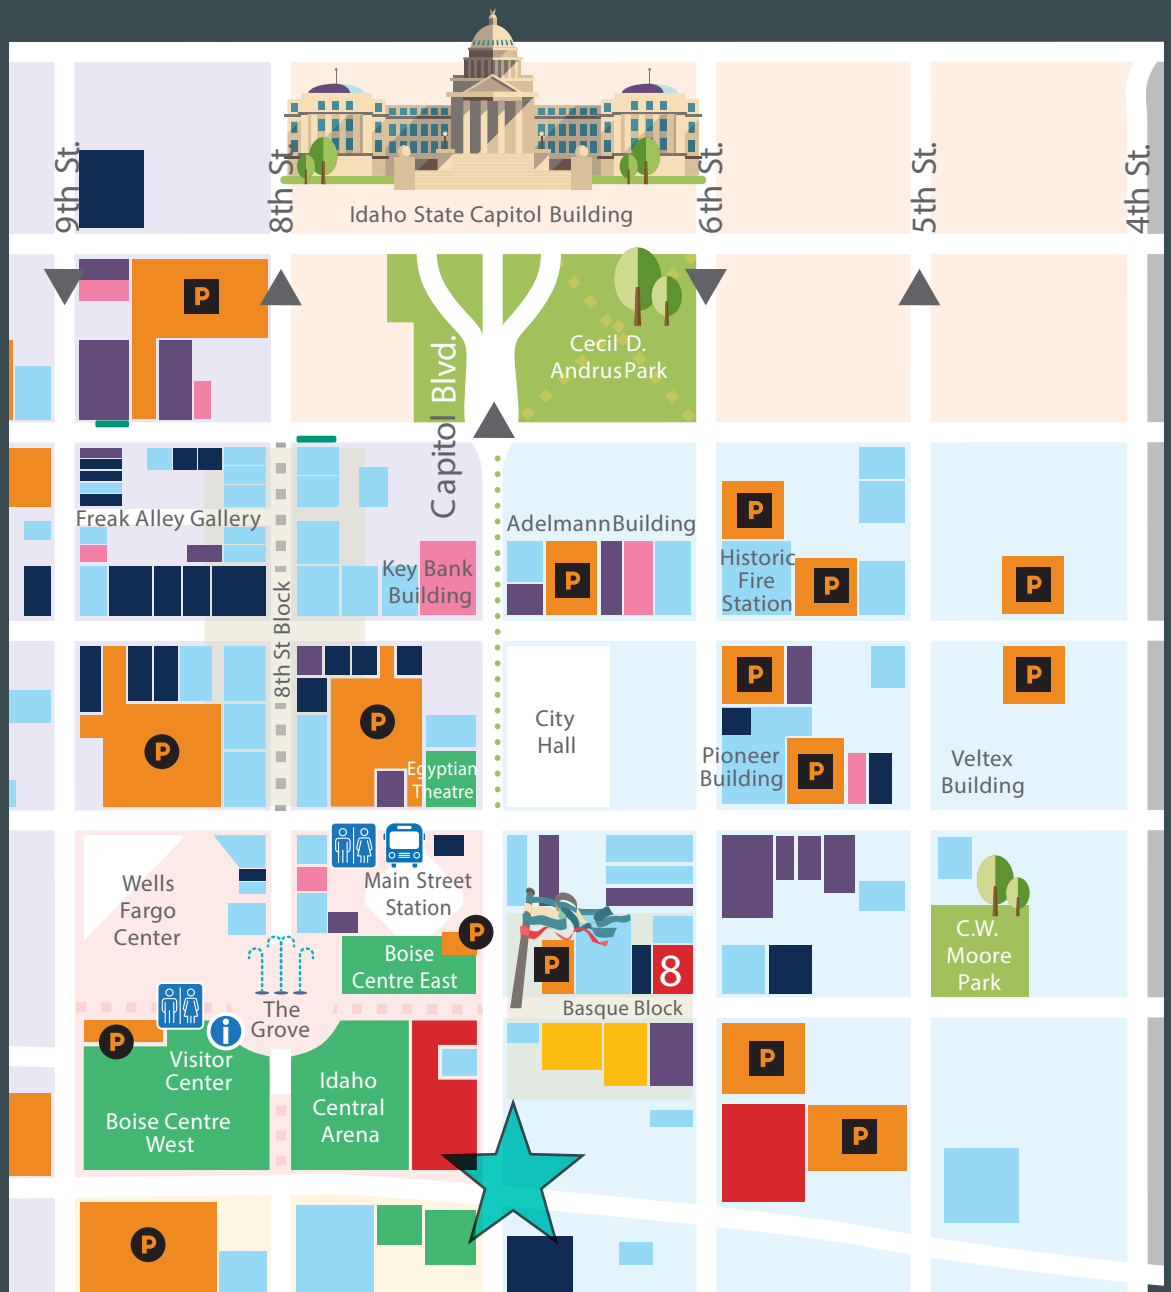 9th St.
8th St.
6th St.
5th St.
4th St.
Idaho State Capitol Building
P
Capitol Blvd.
Cecil D.
Andrus Park
Freak Alley Gallery
8th St Block
Key Bank
Building
Adelmann Building
P
P
Historic
Fire
Station
P
P
P
P
City
Hall
Egyptian
Theatre
P
Pioneer
Building
P
P
Veltex
Building
Wells
Fargo
Center
Main Street
Station
P
Boise
Centre East
P
8
Basque Block
C.W.
Moore
Park
The
Grove
P
i
Visitor
Center
Boise Centre
West
Idaho
Central
Arena
P
P
P